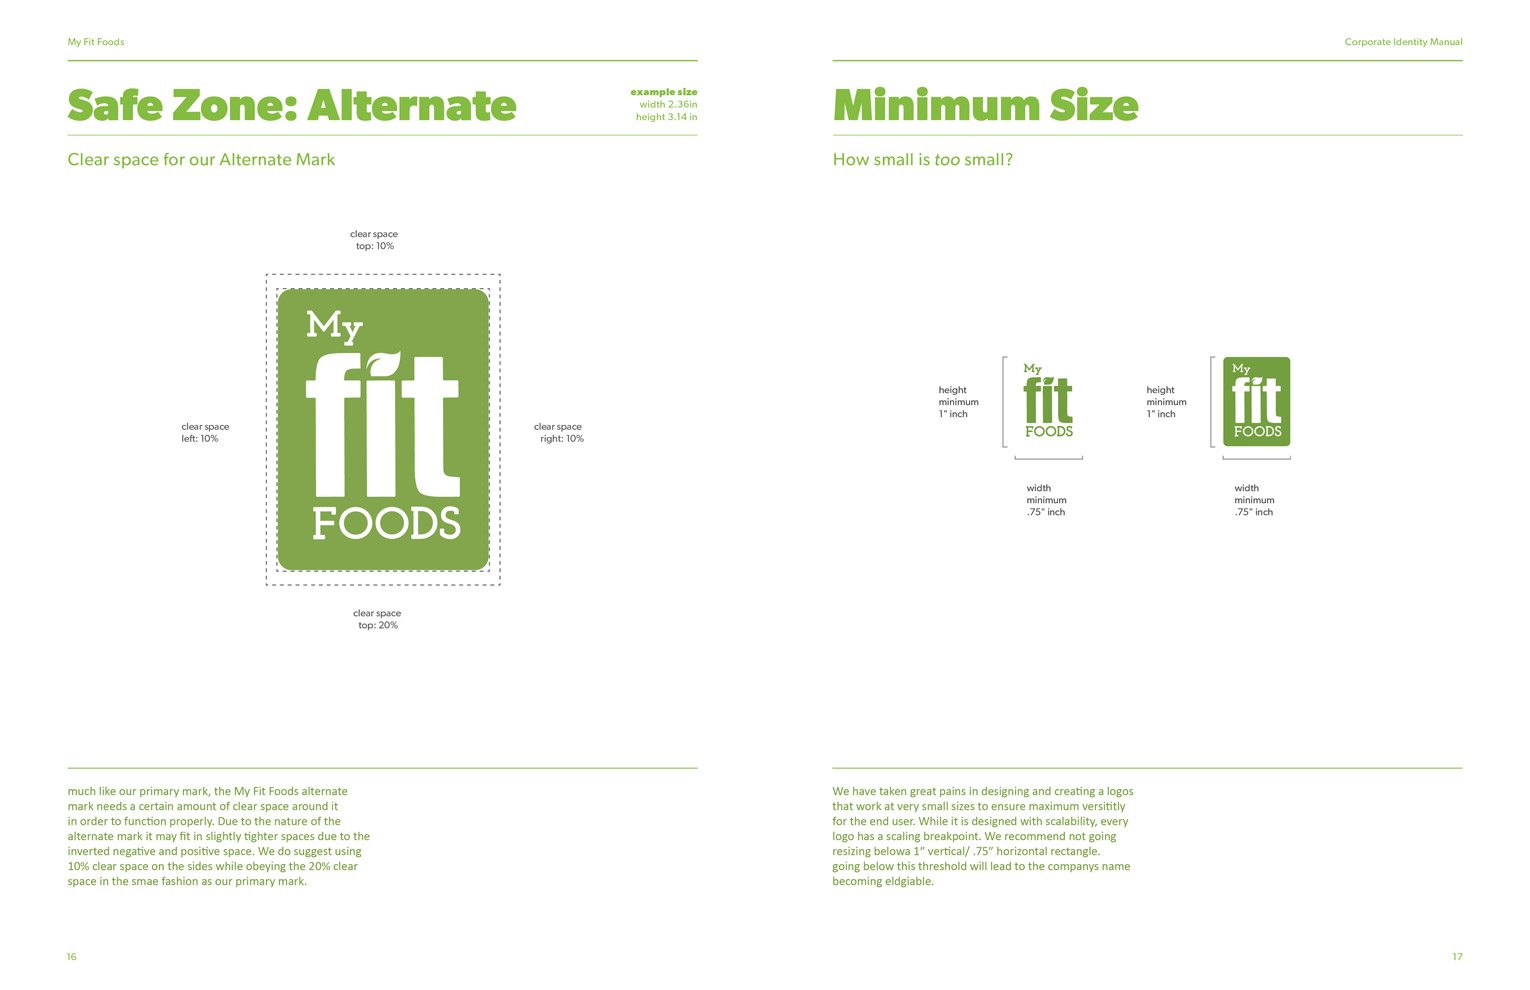 My Fit Foods
Safe Zone: Alternate
example size
width 2.36in
height 3.14 in
Clear space for our Alternate Mark
clear space
top: 10%
My
fit
FOODS
clear space
left: 10%
clear space
right: 10%
clear space
top: 20%
much like our primary mark, the My Fit Foods alternate
mark needs a certain amount of clear space around it
in order to function properly. Due to the nature of the
alternate mark it may fit in slightly tighter spaces due to the
inverted negative and positive space. We do suggest using
10% clear space on the sides while obeying the 20% clear
space in the smae fashion as our primary mark.
16
Corporate Identity Manual
Minimum Size
How small is too small?
height
minimum
1" inch
My
fit
FOODS
width
minimum
.75" inch
height
minimum
1" inch
My
fit
FOODS
width
minimum
.75" inch
We have taken great pains in designing and creating a logos
that work at very small sizes to ensure maximum versititly
for the end user. While it is designed with scalability, every
logo has a scaling breakpoint. We recommend not going
resizing belowa 1” vertical/ .75” horizontal rectangle.
going below this threshold will lead to the companys name
becoming eldgiable.
17